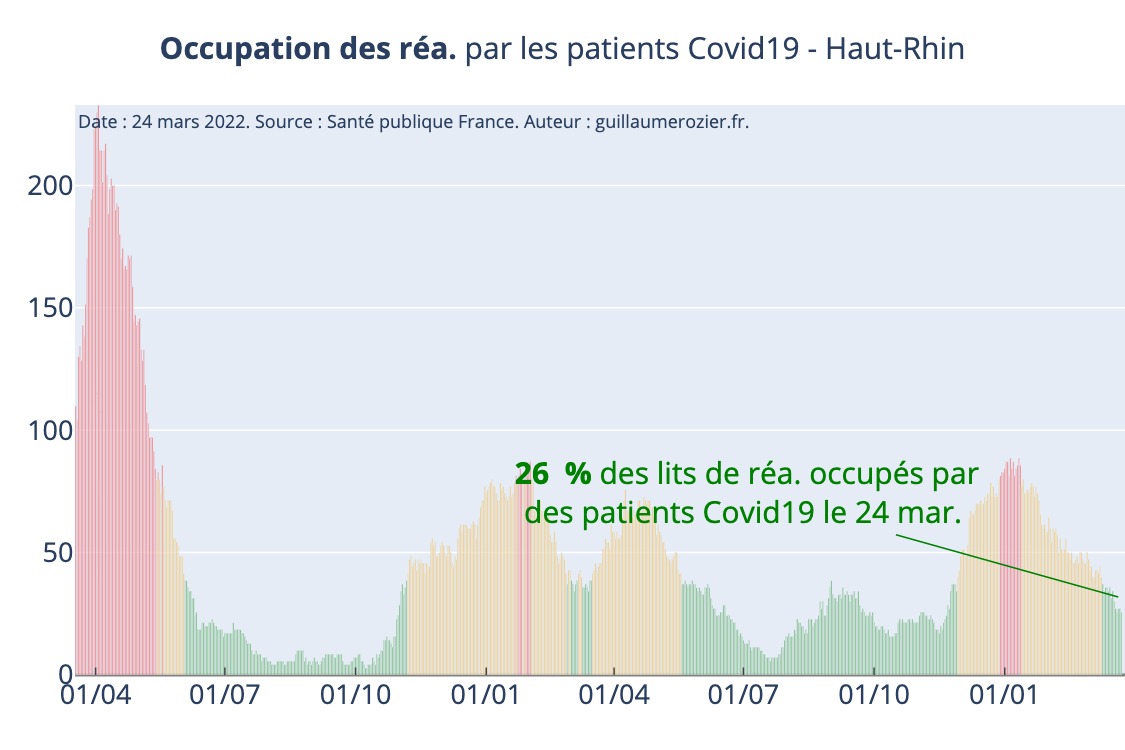 Occupation des réa. par les patients Covid19 - Haut-Rhin
Date : 24 mars 2022. Source : Santé publique France. Auteur : guillaumerozier.fr.
200
150
100
26 % des lits de réa. occupés par
des patients Covid19 le 24 mar.
50
0
01/04 01/07 01/10 01/01 01/04 01/07 01/10 01/01